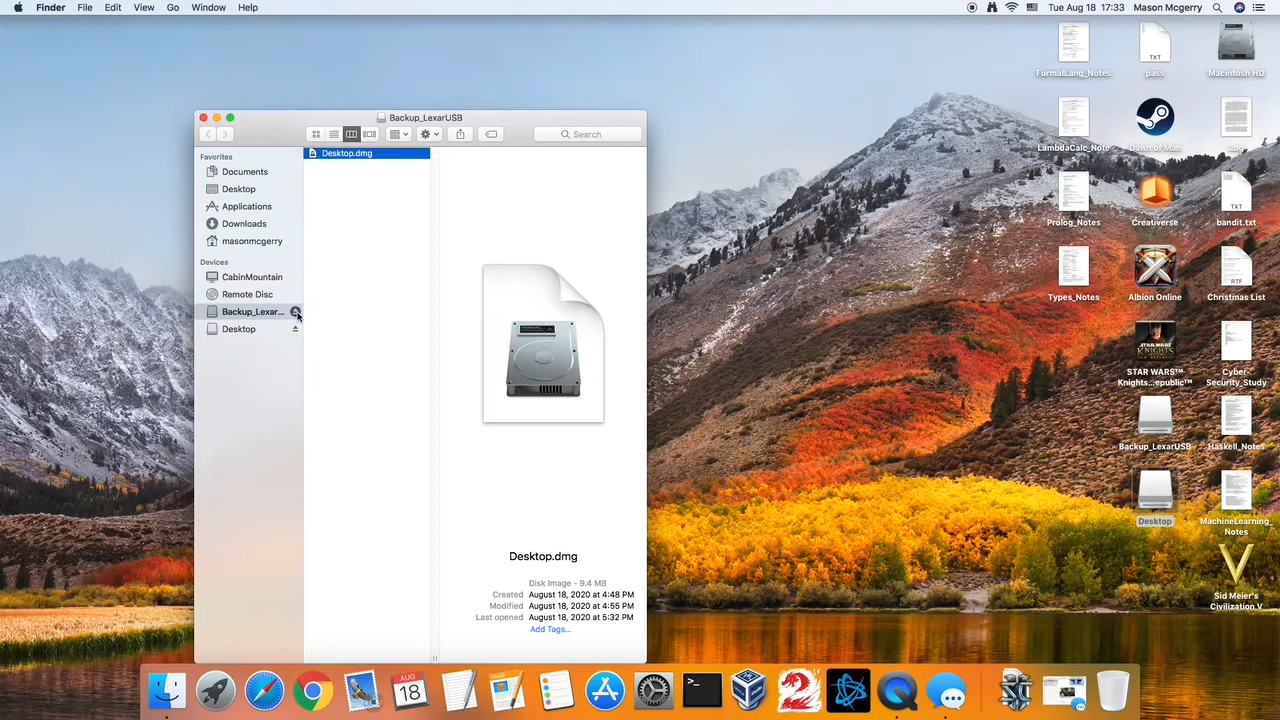 Finder File Edit View Go Window Help
Tue Aug 18 17:33 Mason Mcgerry
Backup_LexarUSB
Search
Favorites
Documents
Desktop
Applications
Downloads
masonmcgerry
Devices
CabinMountain
Remote Disc
Backup_Lexar...
Desktop
Desktop.dmg
Desktop.dmg
Disk Image - 9.4 MB
Created August 18, 2020 at 4:48 PM
Modified August 18, 2020 at 4:55 PM
Last opened August 18, 2020 at 5:32 PM
Add Tags...
FormalLang_Notes
TXT
pass
Macintosh HD
LambdaCalc_Note
s
Dawn of Man
Prolog_Notes
Creativerse
TXT
bandit.txt
Types_Notes
Albion Online
RTF
Christmas List
STAR WARS
KNIGHTS
STAR WARS™
Knights...epublic™
Cyber-
Security_Study
Backup_LexarUSB
Haskell_Notes
Desktop
MachineLearning_
Notes
V
Sid Meier's
Civilization V
AUG
18
>_